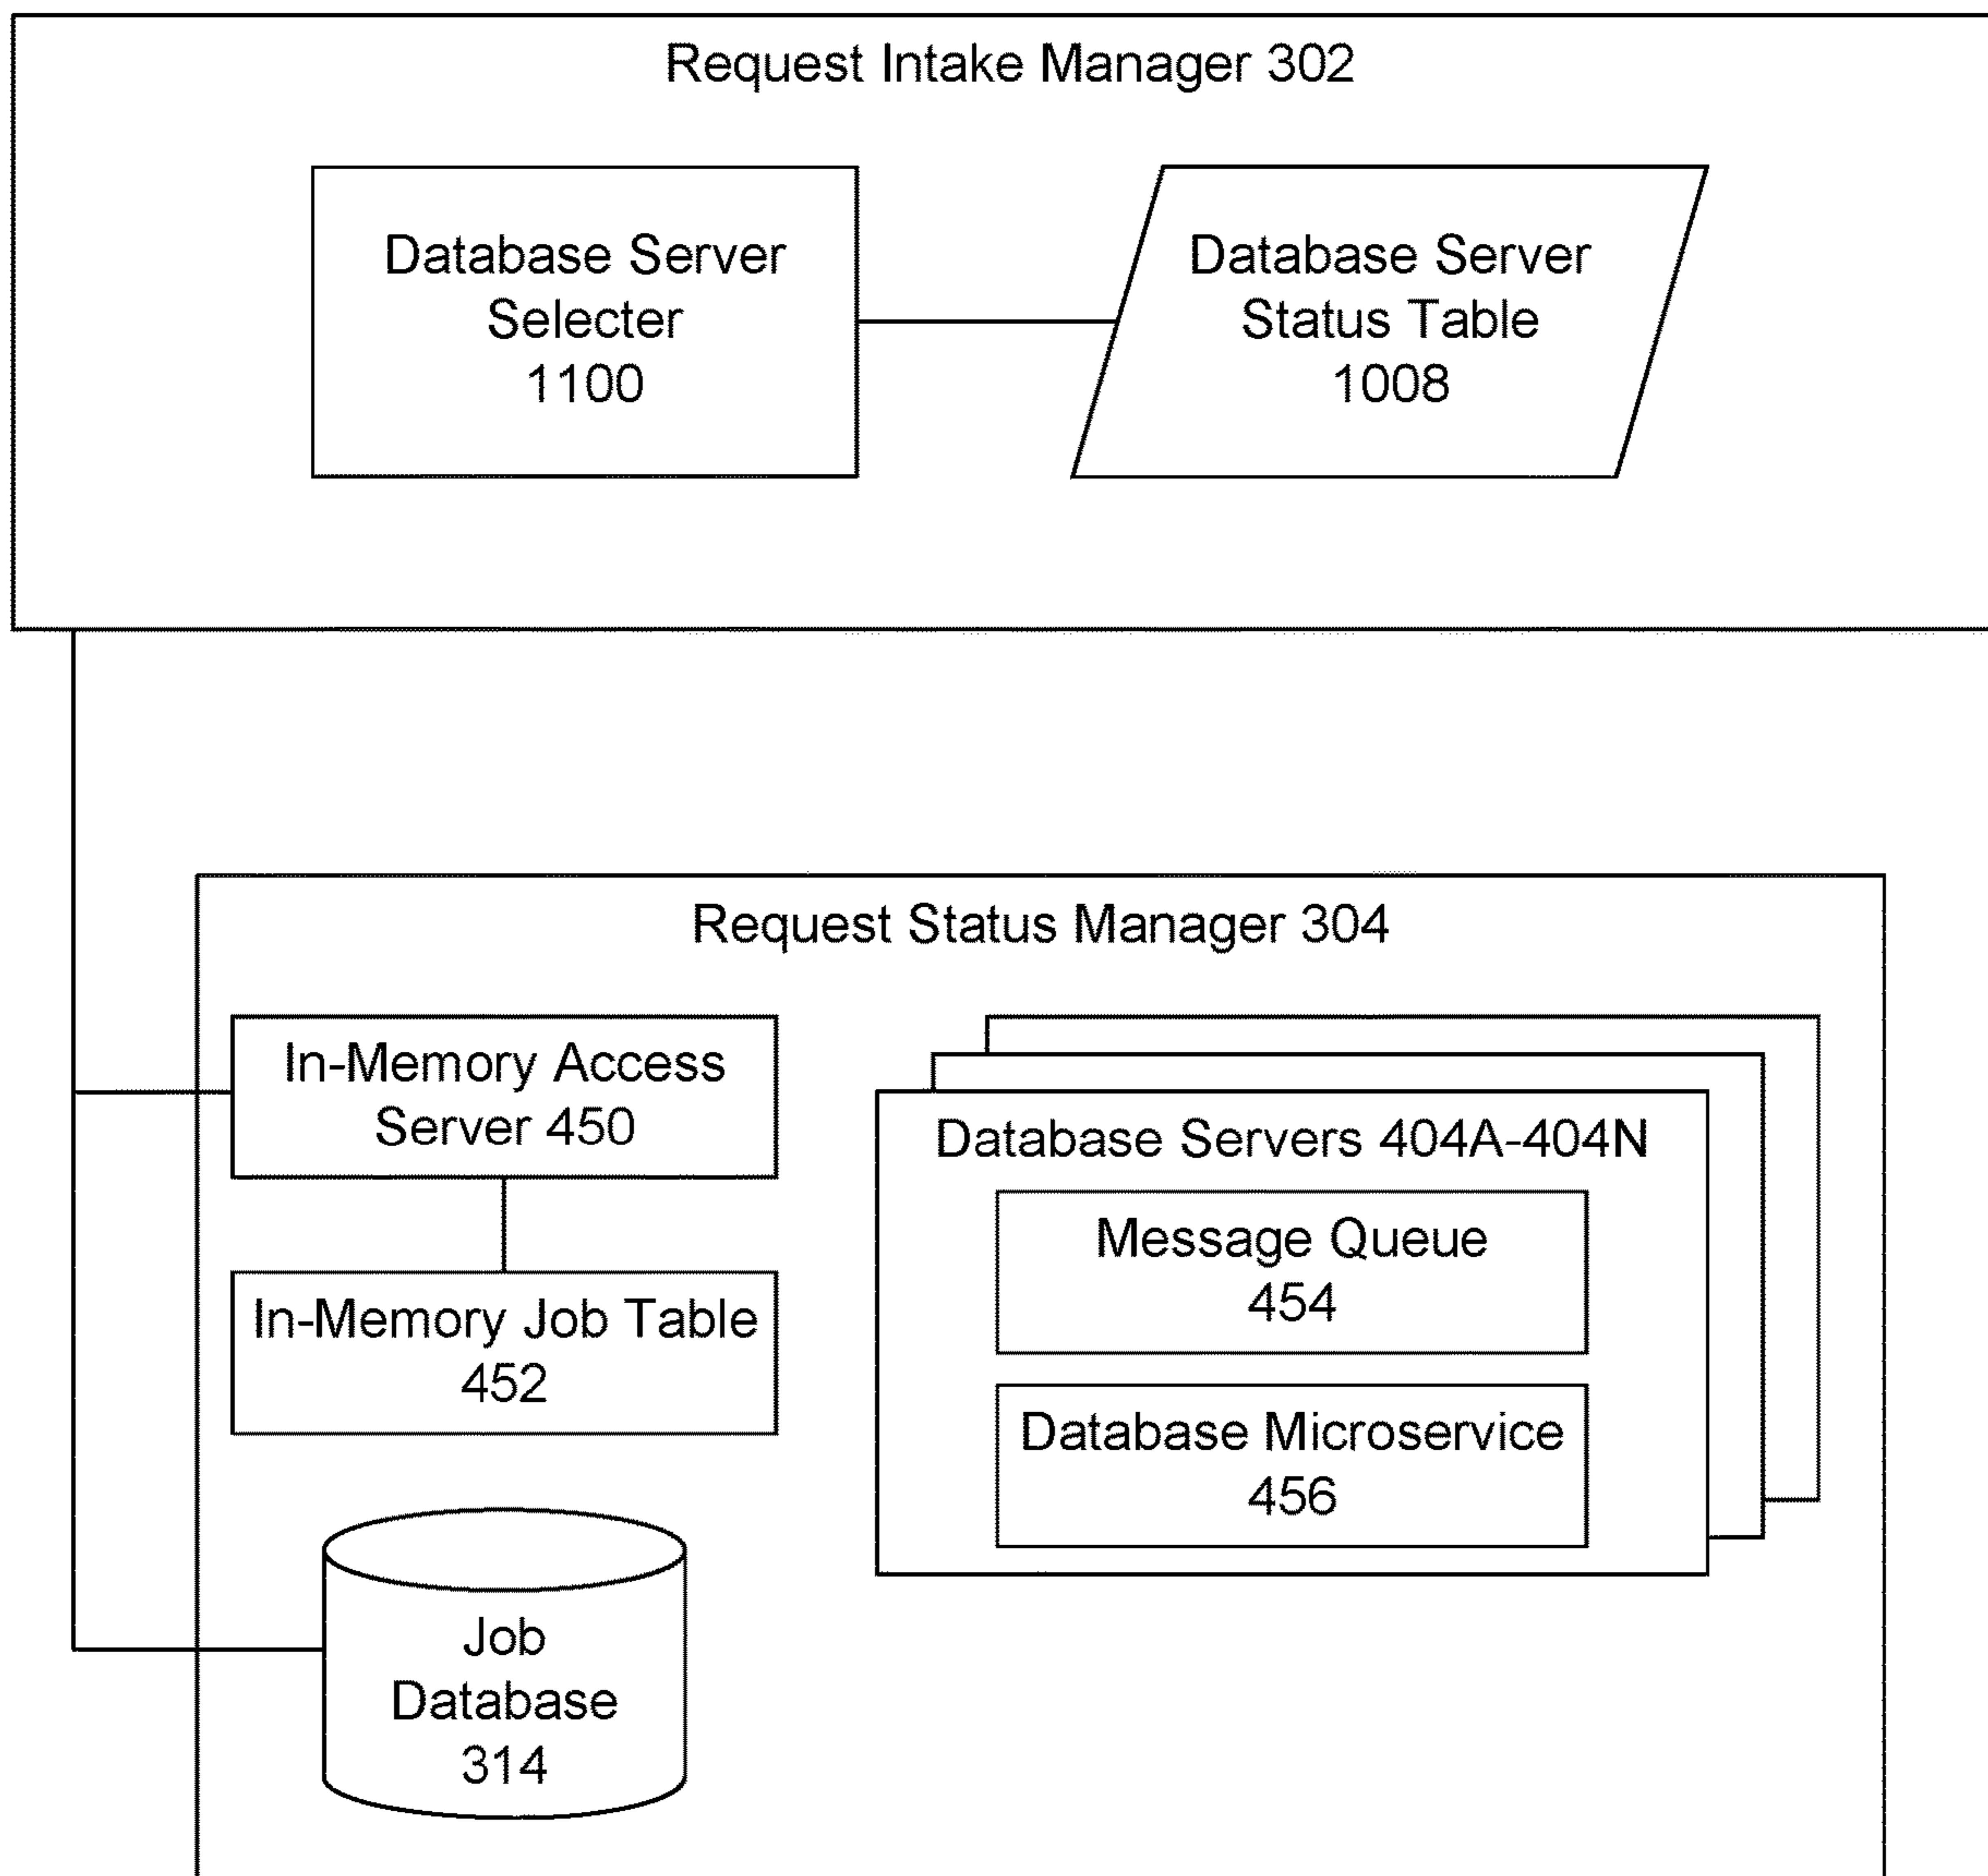 Request Intake Manager 302
Database Server
Selecter
1100
Database Server
Status Table
1008
Request Status Manager 304
In-Memory Access
Server 450
In-Memory Job Table
452
Job
Database
314
Database Servers 404A-404N
Message Queue
454
Database Microservice
456